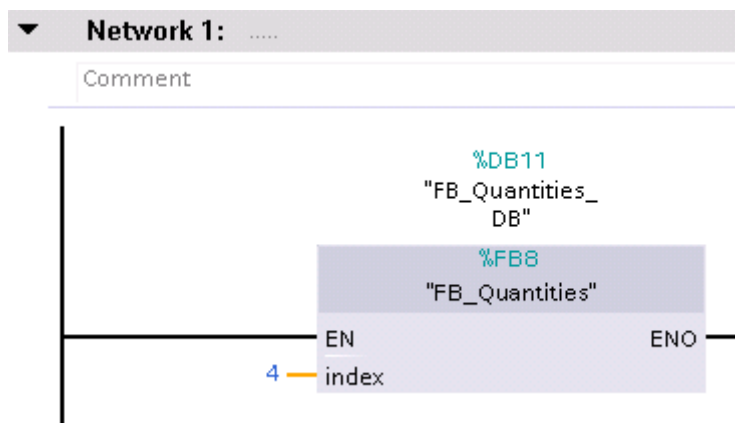 Network 1: .....
Comment
%DB11
"FB_Quantities_
DB"
%FB8
"FB_Quantities"
EN ENO
4 index